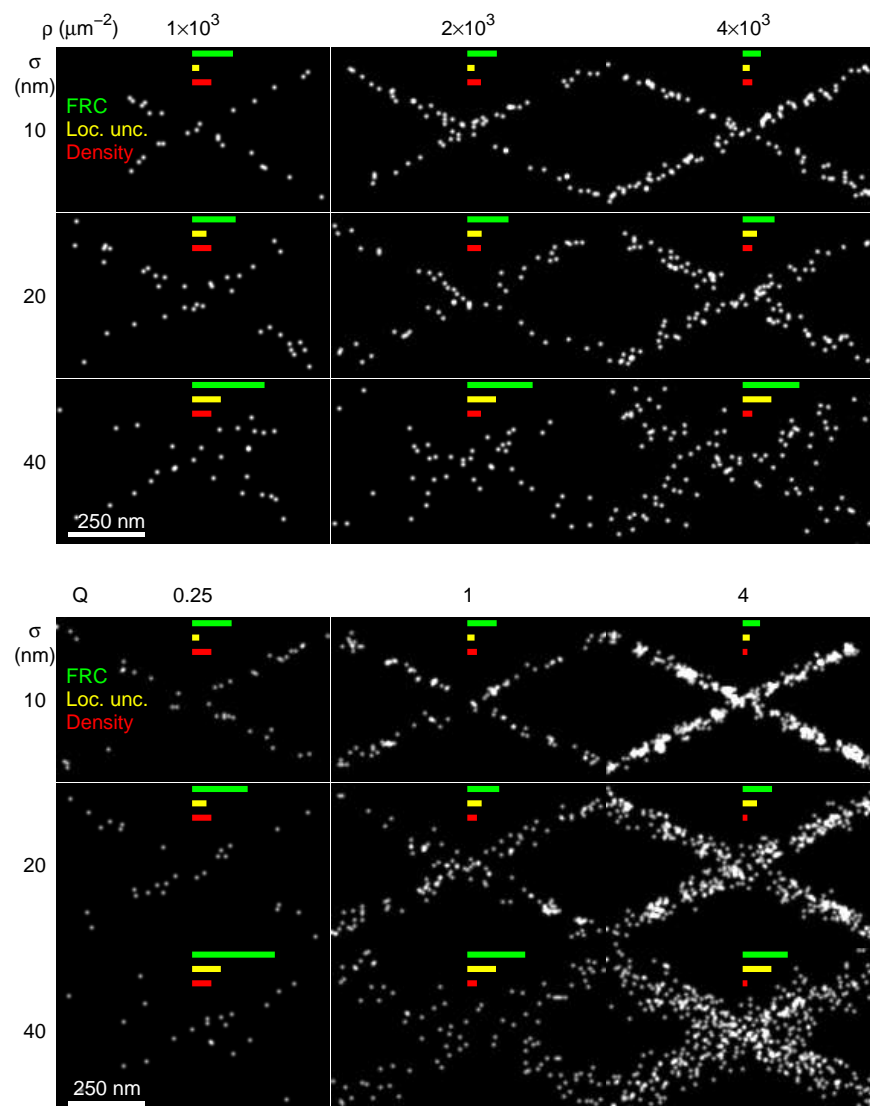 ρ (μm⁻²) 1×10³ 2×10³ 4×10³
σ
(nm)
FRC
10
Loc. unc.
Density
20
40
250 nm
Q 0.25 1 4
σ
(nm)
FRC
Loc. unc.
10
Density
20
40
250 nm